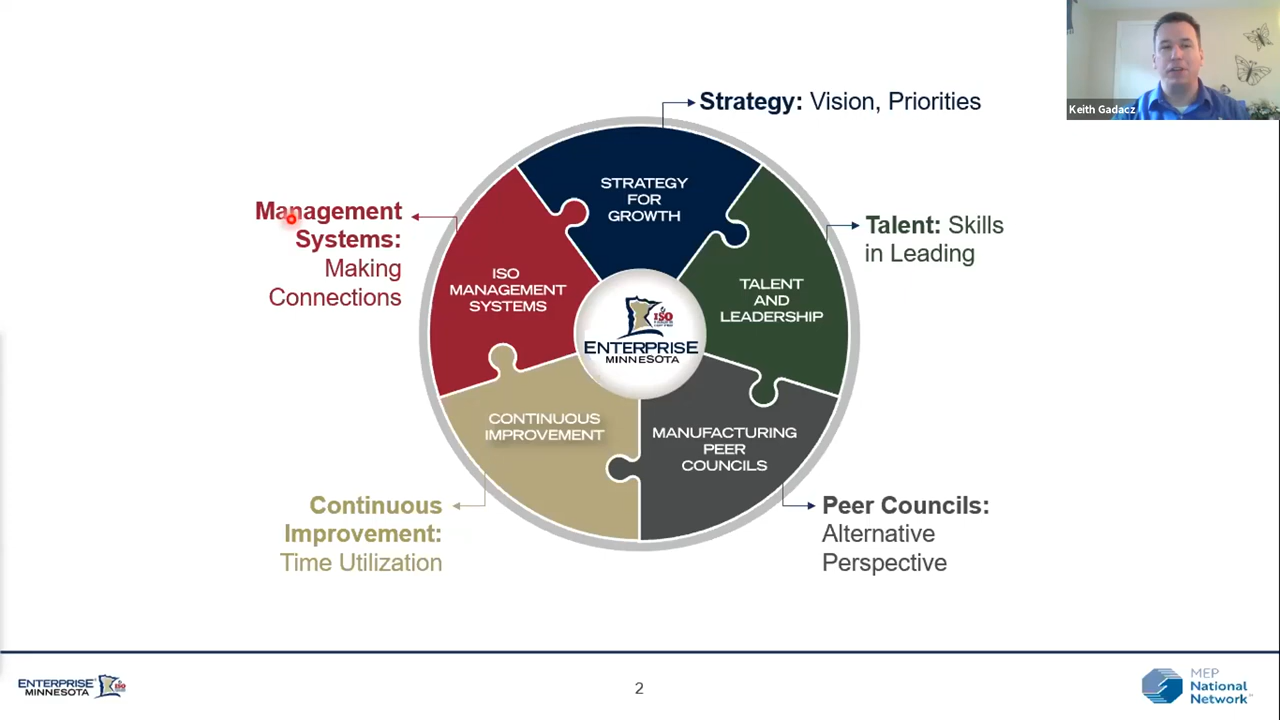 Keith Gadacz
Strategy: Vision, Priorities
STRATEGY
FOR
GROWTH
Management
Systems:
Making
Connections
Talent: Skills
in Leading
ISO
MANAGEMENT
SYSTEMS
TALENT
AND
LEADERSHIP
ISO
ENTERPRISE
MINNESOTA
CONTINUOUS
IMPROVEMENT
MANUFACTURING
PEER
COUNCILS
Continuous
Improvement:
Time Utilization
Peer Councils:
Alternative
Perspective
ENTERPRISE
MINNESOTA
ISO
2
MEP
National
Network